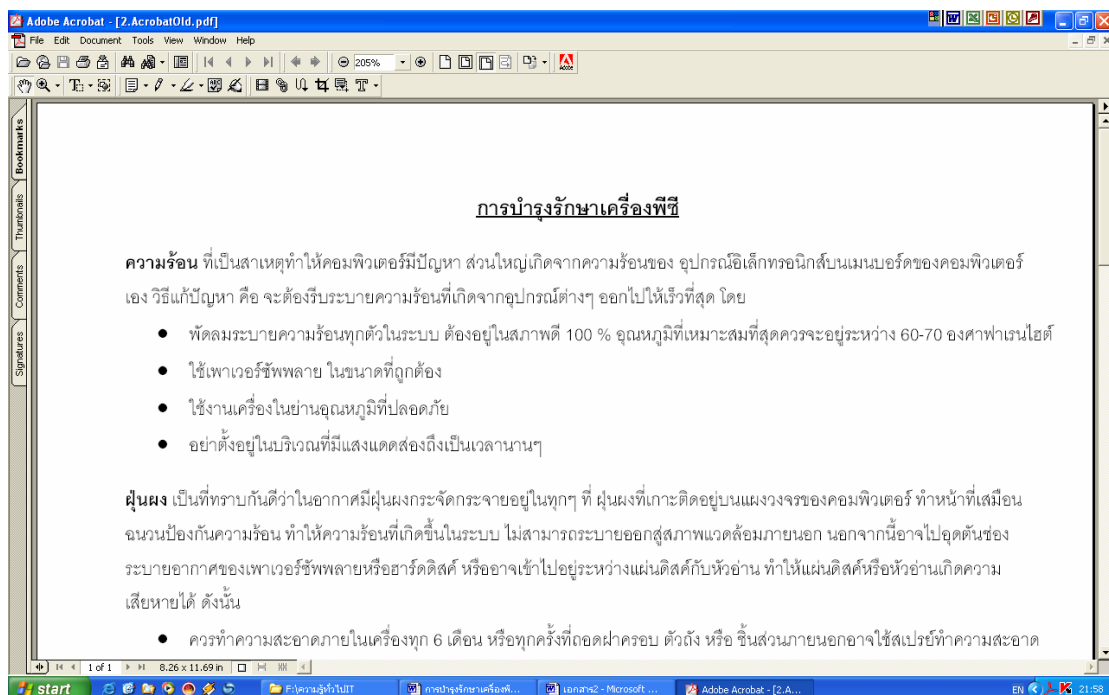 Adobe Acrobat - [2.AcrobatOld.pdf]
File Edit Document Tools View Window Help
205%
Bookmarks
Thumbnails
Comments
Signatures
การบำรุงรักษาเครื่องพีซี
ความร้อน ที่เป็นสาเหตุทำให้คอมพิวเตอร์มีปัญหา ส่วนใหญ่เกิดจากความร้อนของ อุปกรณ์อิเล็กทรอนิกส์บนเมนบอร์ดของคอมพิวเตอร์
เอง วิธีแก้ปัญหา คือ จะต้องรีบระบายความร้อนที่เกิดจากอุปกรณ์ต่างๆ ออกไปให้เร็วที่สุด โดย
● พัดลมระบายความร้อนทุกตัวในระบบ ต้องอยู่ในสภาพดี 100 % อุณหภูมิที่เหมาะสมที่สุดควรจะอยู่ระหว่าง 60-70 องศาฟาเรนไฮต์
● ใช้เพาเวอร์ซัพพลาย ในขนาดที่ถูกต้อง
● ใช้งานเครื่องในย่านอุณหภูมิที่ปลอดภัย
● อย่าตั้งอยู่ในบริเวณที่มีแสงแดดส่องถึงเป็นเวลานานๆ
ฝุ่นผง เป็นที่ทราบกันดีว่าในอากาศมีฝุ่นผงกระจัดกระจายอยู่ในทุกๆ ที่ ฝุ่นผงที่เกาะติดอยู่บนแผงวงจรของคอมพิวเตอร์ ทำหน้าที่เสมือน
ฉนวนป้องกันความร้อน ทำให้ความร้อนที่เกิดขึ้นในระบบ ไม่สามารถระบายออกสู่สภาพแวดล้อมภายนอก นอกจากนี้อาจไปอุดตันช่อง
ระบายอากาศของเพาเวอร์ซัพพลายหรือฮาร์ดดิสค์ หรืออาจเข้าไปอยู่ระหว่างแผ่นดิสค์กับหัวอ่าน ทำให้แผ่นดิสค์หรือหัวอ่านเกิดความ
เสียหายได้ ดังนั้น
● ควรทำความสะอาดภายในเครื่องทุก 6 เดือน หรือทุกครั้งที่ถอดฝาครอบ ตัวถัง หรือ ชิ้นส่วนภายนอกอาจใช้สเปรย์ทำความสะอาด
1 of 1 8.26 x 11.69 in
start F:\ความรู้ทั่วไปIT การบำรุงรักษาเครื่องพี... เอกสาร2 - Microsoft ... Adobe Acrobat - [2.A... EN 21:58